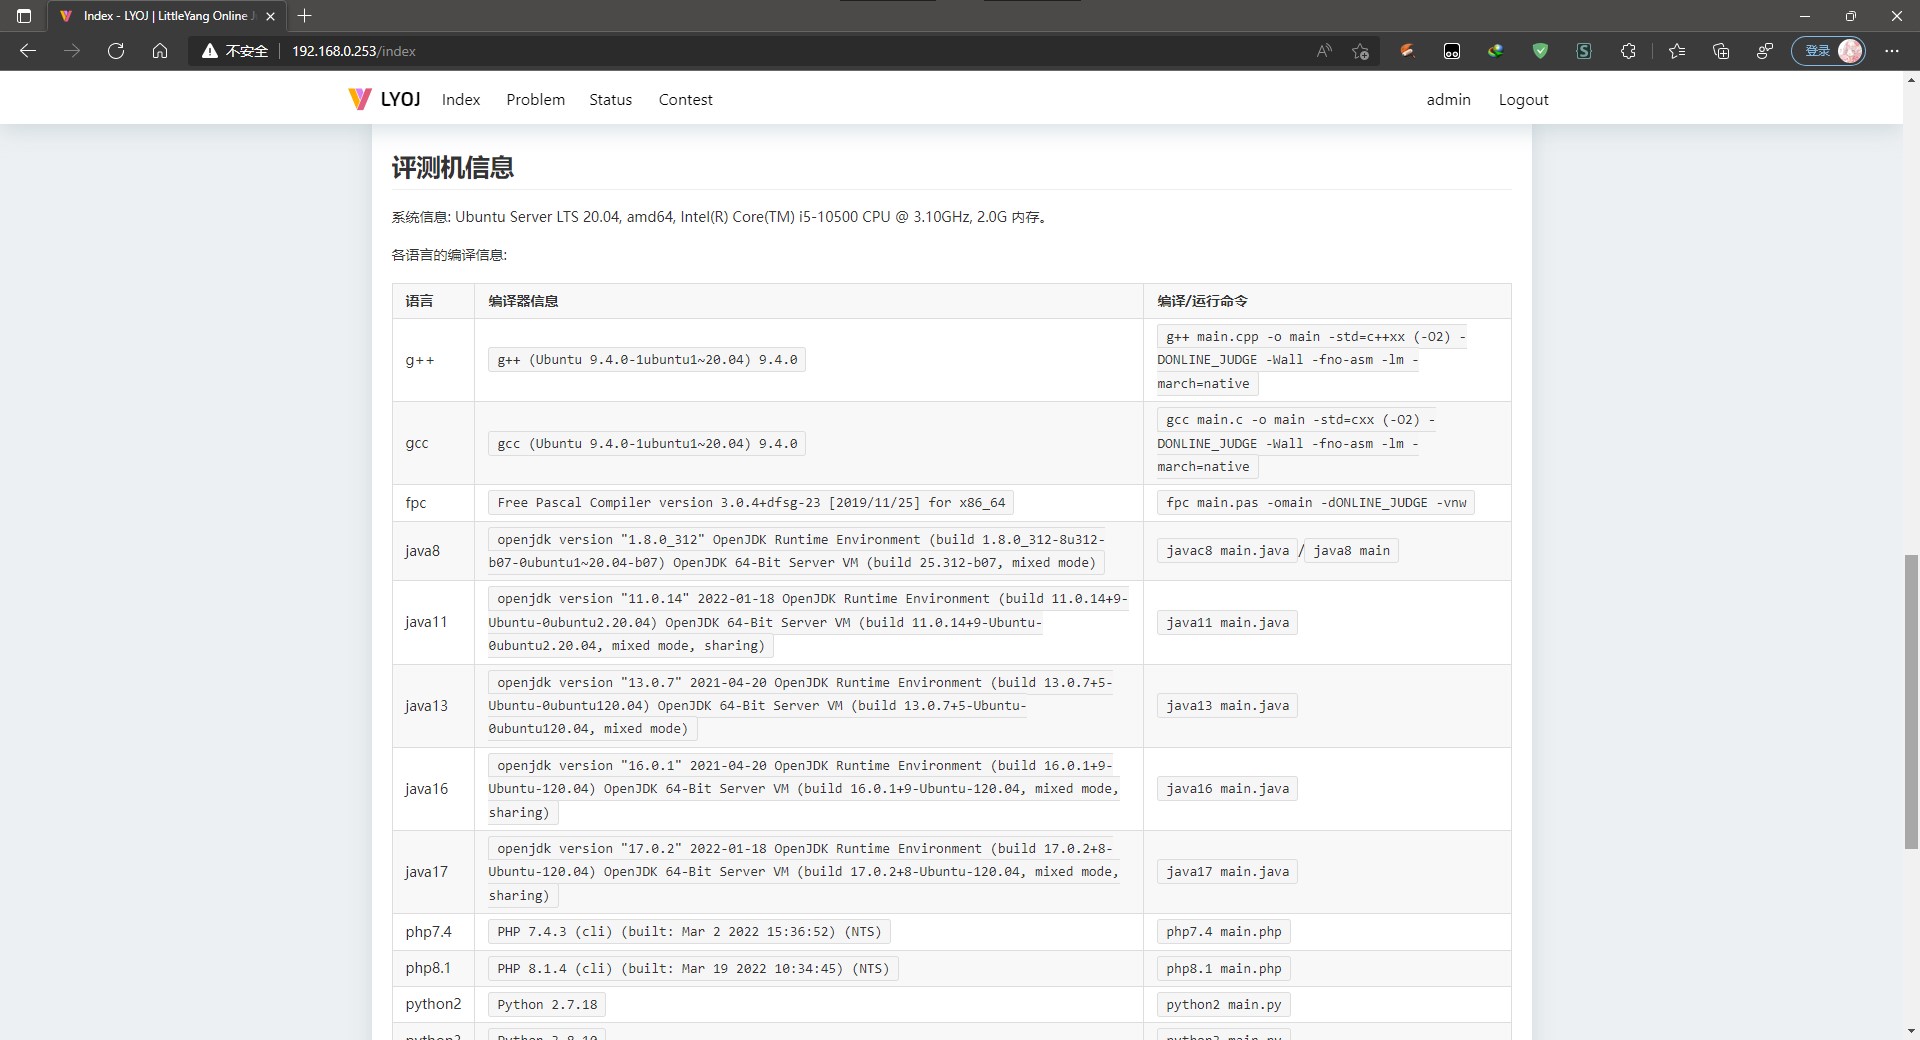 Index - LYOJ | LittleYang Online J
不安全
192.168.0.253/index
登录
LYOJ
Index
Problem
Status
Contest
admin
Logout
评测机信息
系统信息: Ubuntu Server LTS 20.04, amd64, Intel(R) Core(TM) i5-10500 CPU @ 3.10GHz, 2.0G 内存。
各语言的编译信息:
语言
编译器信息
编译/运行命令
g++
g++ (Ubuntu 9.4.0-1ubuntu1~20.04) 9.4.0
g++ main.cpp -o main -std=c++xx (-O2) -
DONLINE_JUDGE -Wall -fno-asm -lm -
march=native
gcc
gcc (Ubuntu 9.4.0-1ubuntu1~20.04) 9.4.0
gcc main.c -o main -std=cxx (-O2) -
DONLINE_JUDGE -Wall -fno-asm -lm -
march=native
fpc
Free Pascal Compiler version 3.0.4+dfsg-23 [2019/11/25] for x86_64
fpc main.pas -omain -dONLINE_JUDGE -vnw
java8
openjdk version "1.8.0_312" OpenJDK Runtime Environment (build 1.8.0_312-8u312-
b07-0ubuntu1~20.04-b07) OpenJDK 64-Bit Server VM (build 25.312-b07, mixed mode)
javac8 main.java / java8 main
java11
openjdk version "11.0.14" 2022-01-18 OpenJDK Runtime Environment (build 11.0.14+9-
Ubuntu-0ubuntu2.20.04) OpenJDK 64-Bit Server VM (build 11.0.14+9-Ubuntu-
0ubuntu2.20.04, mixed mode, sharing)
java11 main.java
java13
openjdk version "13.0.7" 2021-04-20 OpenJDK Runtime Environment (build 13.0.7+5-
Ubuntu-0ubuntu120.04) OpenJDK 64-Bit Server VM (build 13.0.7+5-Ubuntu-
0ubuntu120.04, mixed mode)
java13 main.java
java16
openjdk version "16.0.1" 2021-04-20 OpenJDK Runtime Environment (build 16.0.1+9-
Ubuntu-120.04) OpenJDK 64-Bit Server VM (build 16.0.1+9-Ubuntu-120.04, mixed mode,
sharing)
java16 main.java
java17
openjdk version "17.0.2" 2022-01-18 OpenJDK Runtime Environment (build 17.0.2+8-
Ubuntu-120.04) OpenJDK 64-Bit Server VM (build 17.0.2+8-Ubuntu-120.04, mixed mode,
sharing)
java17 main.java
php7.4
PHP 7.4.3 (cli) (built: Mar 2 2022 15:36:52) (NTS)
php7.4 main.php
php8.1
PHP 8.1.4 (cli) (built: Mar 19 2022 10:34:45) (NTS)
php8.1 main.php
python2
Python 2.7.18
python2 main.py
python3
Python 3.8.10
python3 main.py